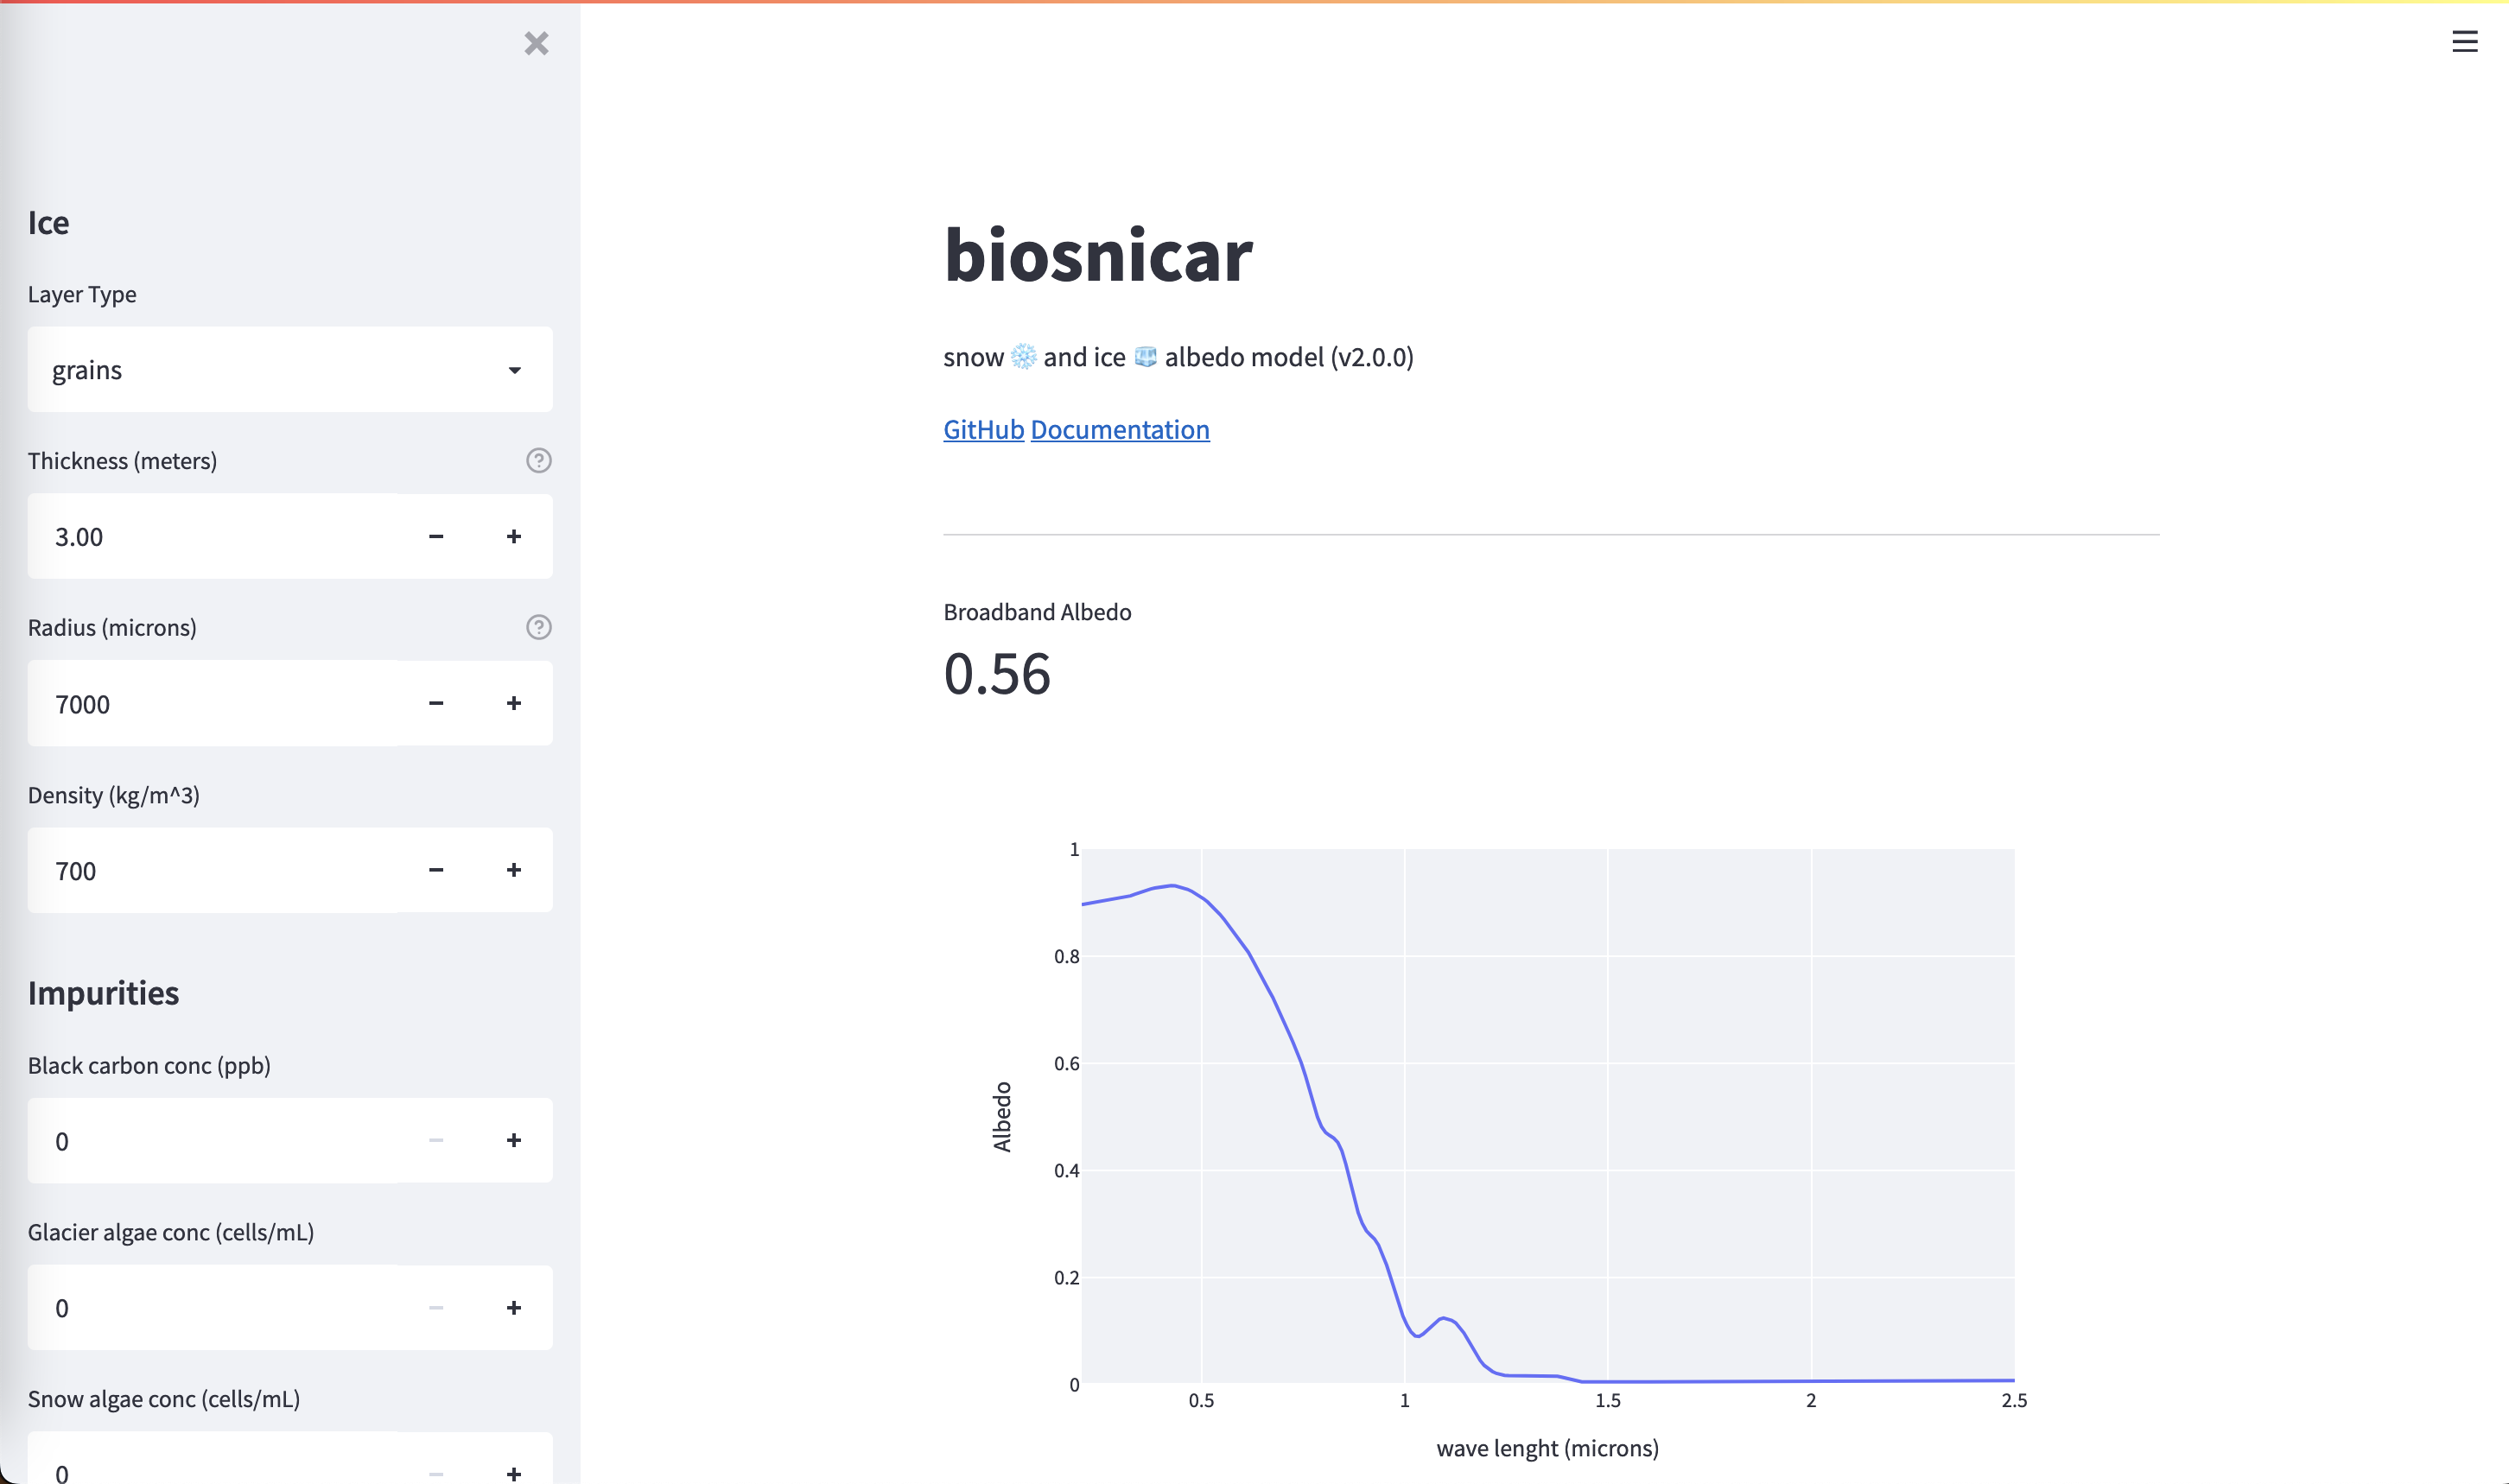 Ice
Layer Type
grains
Thickness (meters)
3.00
Radius (microns)
7000
Density (kg/m^3)
700
Impurities
Black carbon conc (ppb)
0
Glacier algae conc (cells/mL)
0
Snow algae conc (cells/mL)
0
biosnicar
snow ❄️ and ice 🧊 albedo model (v2.0.0)
GitHub Documentation
Broadband Albedo
0.56
1
0.8
0.6
0.4
0.2
0
Albedo
0.5 1 1.5 2 2.5
wave lenght (microns)